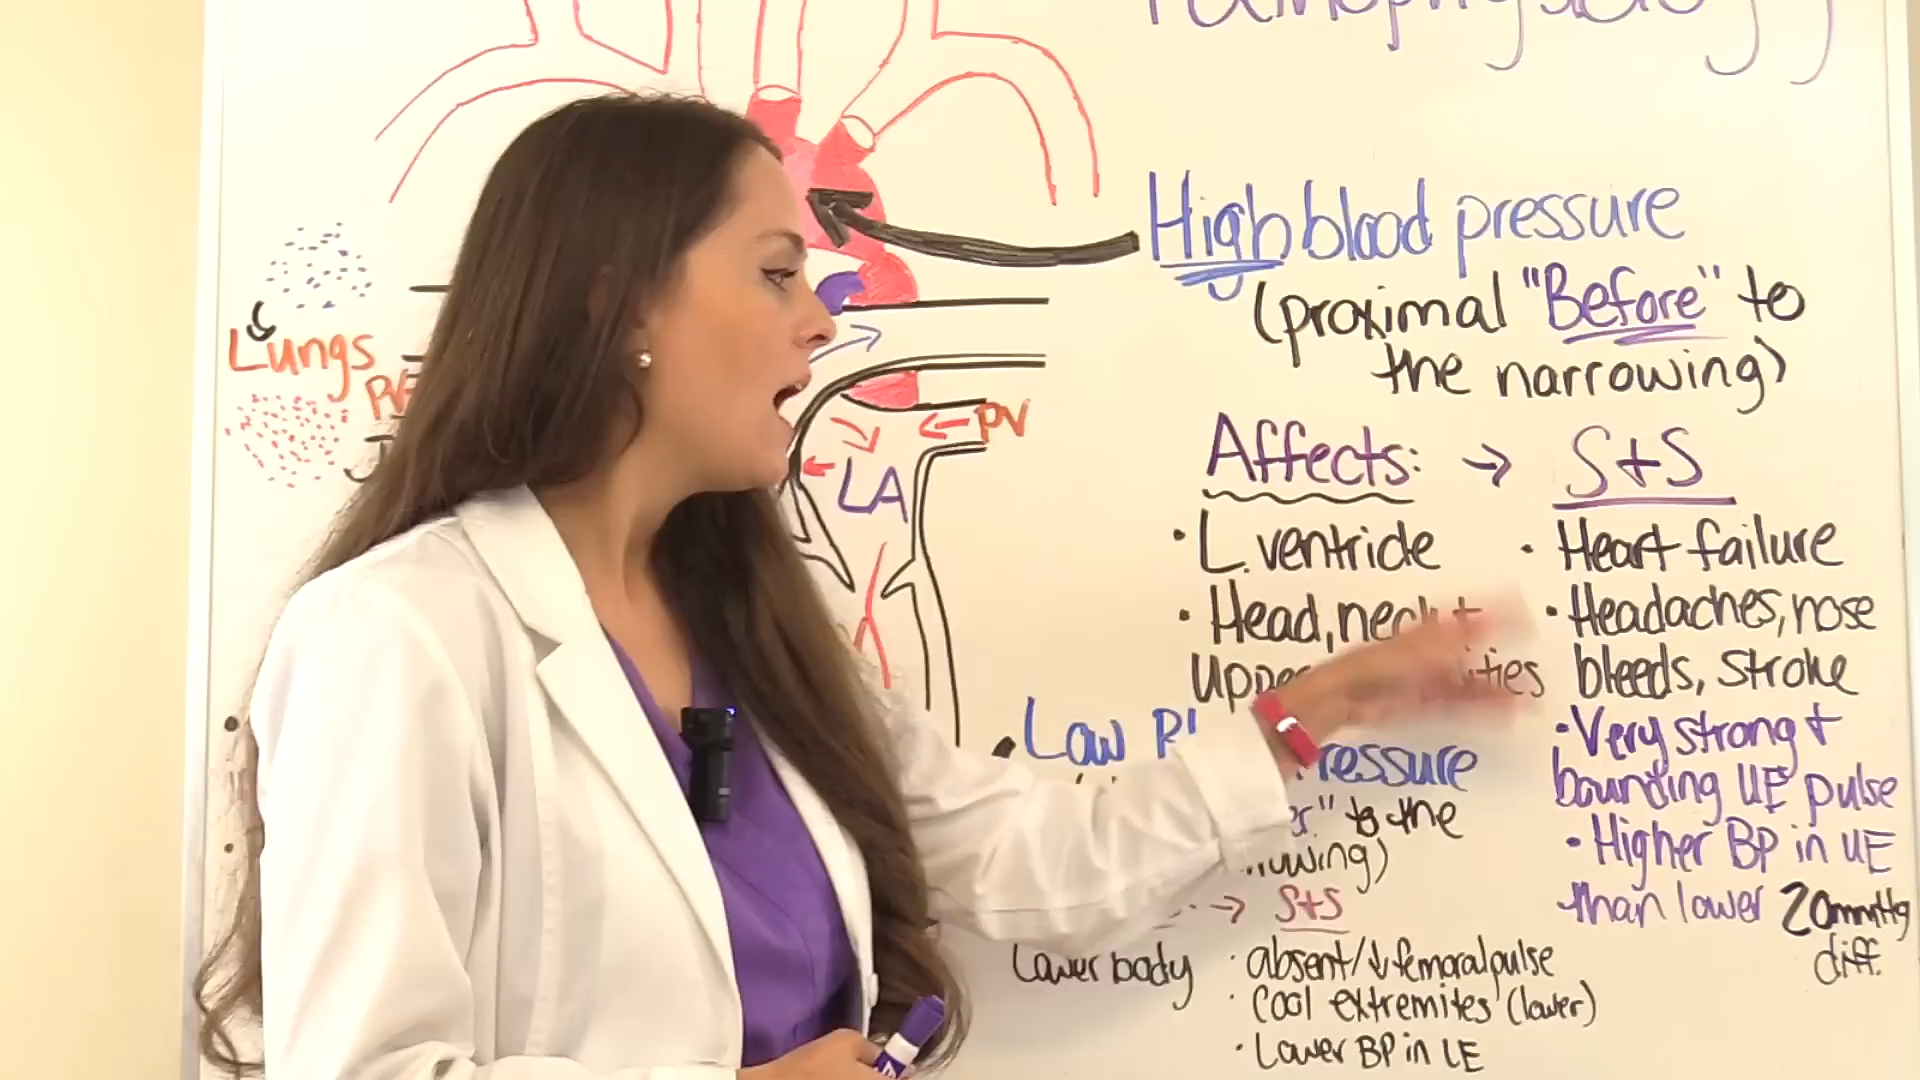 Pathophysiology
High blood pressure
(proximal "Before" to
the narrowing)
Affects: → S+S
• L. ventricle
• Head, neck +
upper
• Heart failure
• Headaches, nose
bleeds, stroke
• Very strong +
bounding UE pulse
• Higher BP in UE
than lower 20mmHg
diff.
Lungs
PV
LA
• Low
pressure
to the
→ S+S
Lower body
• absent/↓ femoral pulse
• Cool extremites (lower)
• Lower BP in LE